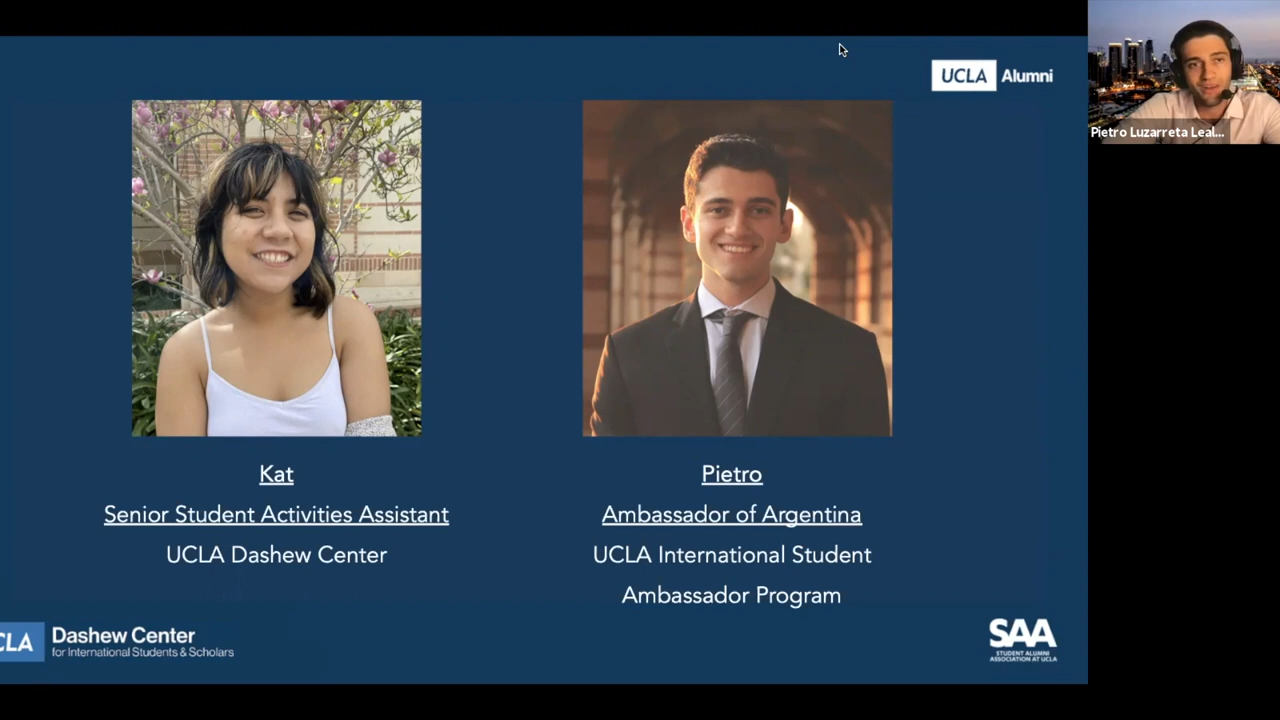 UCLA Alumni
Pietro Luzarreta Leal...
Kat
Senior Student Activities Assistant
UCLA Dashew Center
Pietro
Ambassador of Argentina
UCLA International Student
Ambassador Program
CLA Dashew Center
for International Students & Scholars
SAA
STUDENT ALUMNI
ASSOCIATION AT UCLA